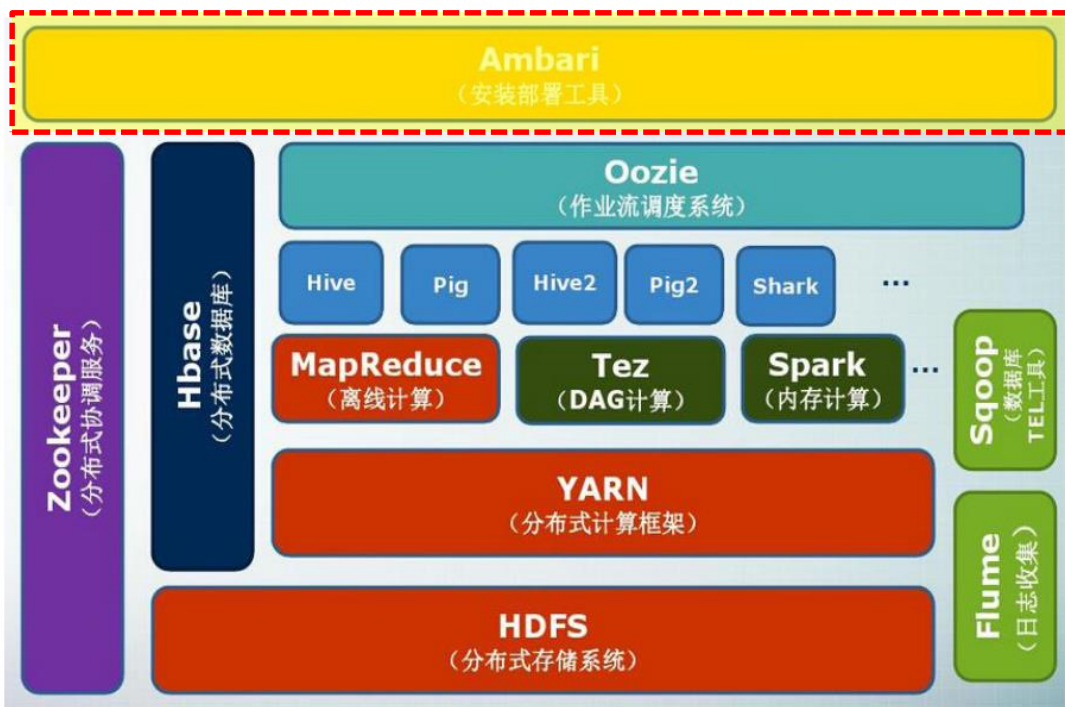 Ambari
(安装部署工具)
Zookeeper
(分布式协调服务)
Hbase
(分布式数据库)
Oozie
(作业流调度系统)
Hive
Pig
Hive2
Pig2
Shark
...
MapReduce
(离线计算)
Tez
(DAG计算)
Spark
(内存计算)
...
Sqoop
(数据库
TEL工具)
YARN
(分布式计算框架)
Flume
(日志收集)
HDFS
(分布式存储系统)